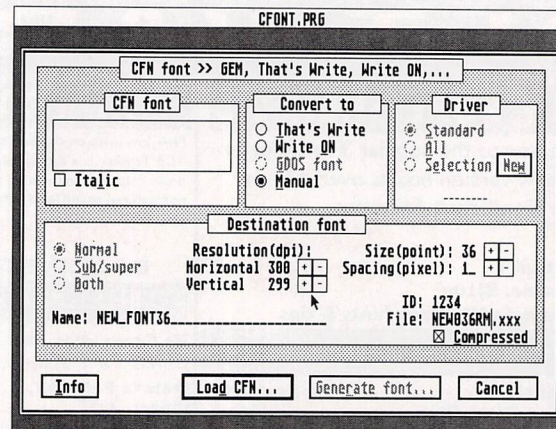 CFONT.PRG
CFN font >> GEM, That's Write, Write ON,...
CFN font
Italic
Convert to
That's Write
Write ON
GDOS font
Manual
Driver
Standard
All
Selection New
--------
Destination font
Normal
Sub/super
Both
Resolution(dpi):
Horizontal 300 + -
Vertical 299 + -
Size(point): 36 + -
Spacing(pixel): 1_ + -
Name: NEW_FONT36
ID: 1234
File: NEW036RM.xxx
Compressed
Info
Load CFN...
Generate font...
Cancel